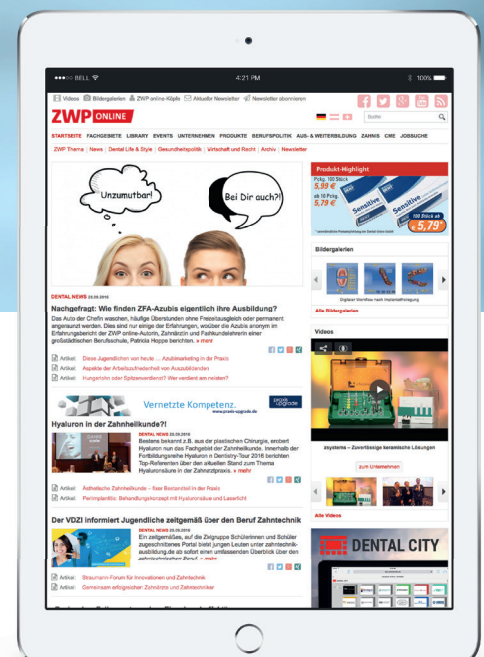 BELL
4:21 PM
100%
Videos Bildergalerien ZWP online-Köpfe Aktueller Newsletter Newsletter abonnieren
ZWP ONLINE
Suche
STARTSEITE FACHGEBIETE LIBRARY EVENTS UNTERNEHMEN PRODUKTE BERUFSPOLITIK AUS- & WEITERBILDUNG ZAHNIS CME JOBSUCHE
ZWP Thema News Dental Life & Style Gesundheitspolitik Wirtschaft und Recht Archiv Newsletter
Unzumutbar!
Bei Dir auch?!
DENTAL NEWS
Nachgefragt: Wie finden ZFA-Azubis eigentlich ihre Ausbildung?
Das Auto der Chefin waschen, häufige Überstunden ohne Freizeitausgleich oder permanent
angeraunzt werden. Dies sind nur einige der Erfahrungen, worüber die Azubis anonym im
Erfahrungsbericht der ZWP online-Autorin, Zahnärztin und Fachkundelehrerin einer
großstädtischen Berufsschule, Patricia Hoppe berichten. » mehr
Artikel: Diese Jugendlichen von heute ... Azubimarketing in der Praxis
Artikel: Aspekte der Arbeitszufriedenheit von Auszubildenden
Artikel: Hungerlohn oder Spitzenverdienst? Wer verdient am meisten?
Vernetzte Kompetenz.
www.praxis-upgrade.de
praxis upgrade
Hyaluron in der Zahnheilkunde?!
DENTAL NEWS
Bestens bekannt z.B. aus der plastischen Chirurgie, erobert
Hyaluron nun das Fachgebiet der Zahnheilkunde. Innerhalb der
Fortbildungsreihe Hyaluron in Dentistry-Tour 2016 berichten
Top-Referenten über den aktuellen Stand zum Thema
Hyaluronsäure in der Zahnarztpraxis. » mehr
Artikel: Ästhetische Zahnheilkunde – fixer Bestandteil in der Praxis
Artikel: Periimplantitis: Behandlungskonzept mit Hyaluronsäure und Laserlicht
Der VDZI informiert Jugendliche zeitgemäß über den Beruf Zahntechnik
DENTAL NEWS
Ein zeitgemäßes, auf die Zielgruppe Schülerinnen und Schüler
zugeschnittenes Portal bietet jungen Leuten unter zahntechnik-
ausbildung.de ab sofort einen umfassenden Überblick über den
Artikel: Straumann-Forum für Innovationen und Zahntechnik
Artikel: Gemeinsam erfolgreicher: Zahnärzte und Zahntechniker
Produkt-Highlight
Pckg. 100 Stück
5,99 €
ab 10 Pckg.
5,79 €
Sensitive
Sensitive
100 Stück ab
€ 5,79*
Bildergalerien
Digitaler Workflow nach Implantatfreilegung
Alle Bildergalerien
Videos
zsystems – Zuverlässige keramische Lösungen
zum Unternehmen
Alle Videos
DENTAL CITY